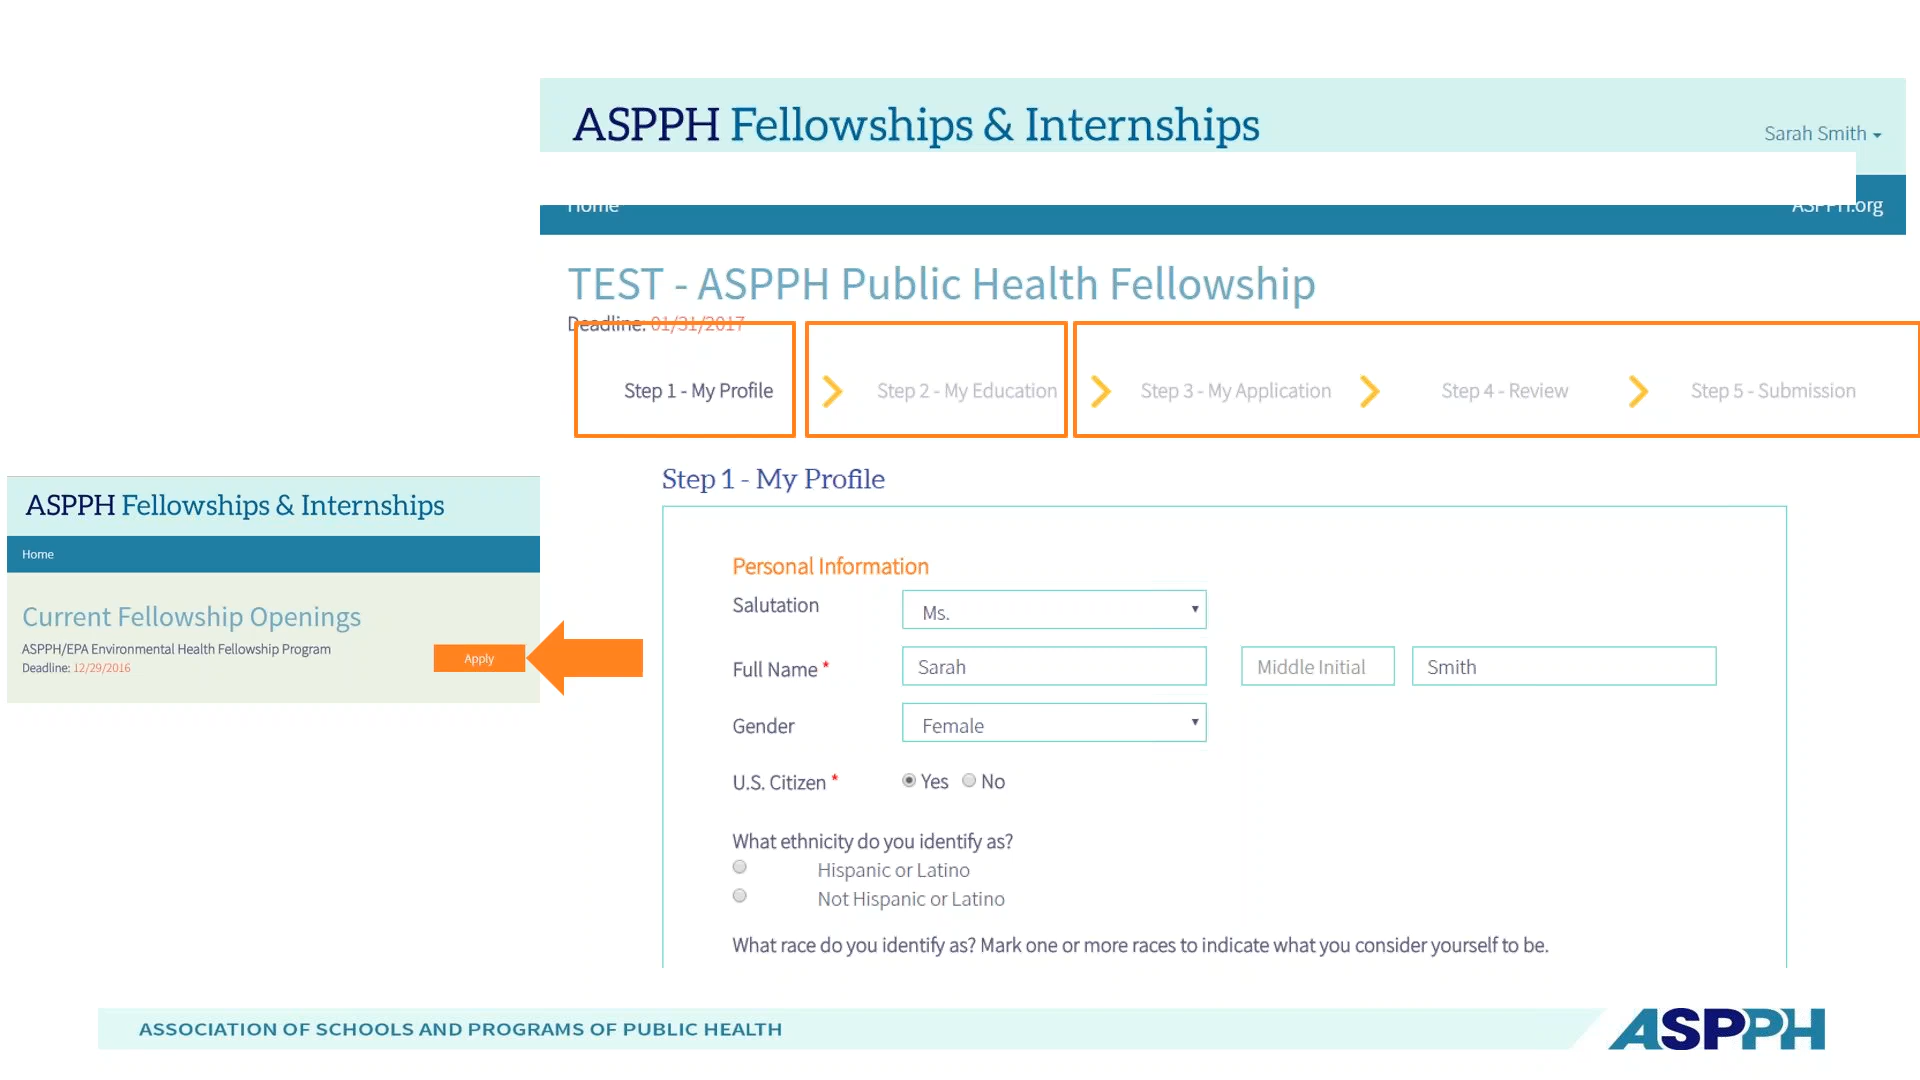 ASPPH Fellowships & Internships
Sarah Smith
Home
ASPPH.org
TEST - ASPPH Public Health Fellowship
Deadline: 01/31/2017
Step 1 - My Profile
Step 2 - My Education
Step 3 - My Application
Step 4 - Review
Step 5 - Submission
Step 1 - My Profile
Personal Information
Salutation Ms.
Full Name * Sarah Middle Initial Smith
Gender Female
U.S. Citizen * Yes No
What ethnicity do you identify as?
Hispanic or Latino
Not Hispanic or Latino
What race do you identify as? Mark one or more races to indicate what you consider yourself to be.
ASPPH Fellowships & Internships
Home
Current Fellowship Openings
ASPPH/EPA Environmental Health Fellowship Program
Deadline: 12/29/2016
Apply
ASSOCIATION OF SCHOOLS AND PROGRAMS OF PUBLIC HEALTH
ASPPH